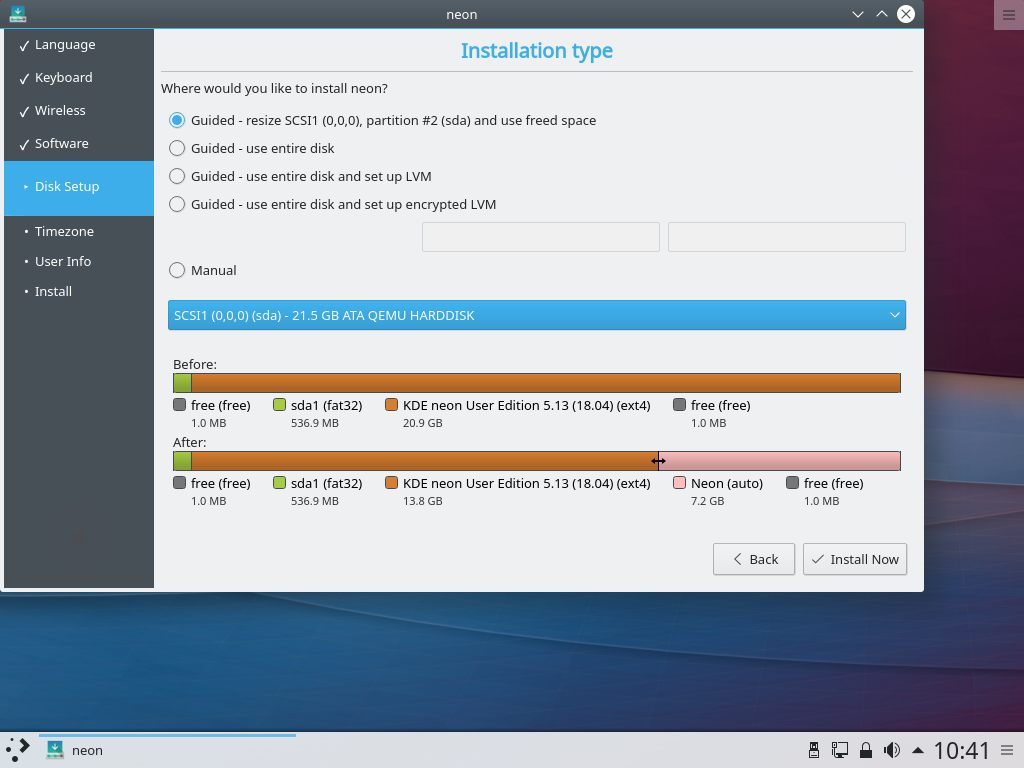 neon
Language
Keyboard
Wireless
Software
Disk Setup
Timezone
User Info
Install
Installation type
Where would you like to install neon?
Guided - resize SCSI1 (0,0,0), partition #2 (sda) and use freed space
Guided - use entire disk
Guided - use entire disk and set up LVM
Guided - use entire disk and set up encrypted LVM
Manual
SCSI1 (0,0,0) (sda) - 21.5 GB ATA QEMU HARDDISK
Before:
free (free) sda1 (fat32) KDE neon User Edition 5.13 (18.04) (ext4) free (free)
1.0 MB 536.9 MB 20.9 GB 1.0 MB
After:
free (free) sda1 (fat32) KDE neon User Edition 5.13 (18.04) (ext4) Neon (auto) free (free)
1.0 MB 536.9 MB 13.8 GB 7.2 GB 1.0 MB
Back Install Now
neon 10:41